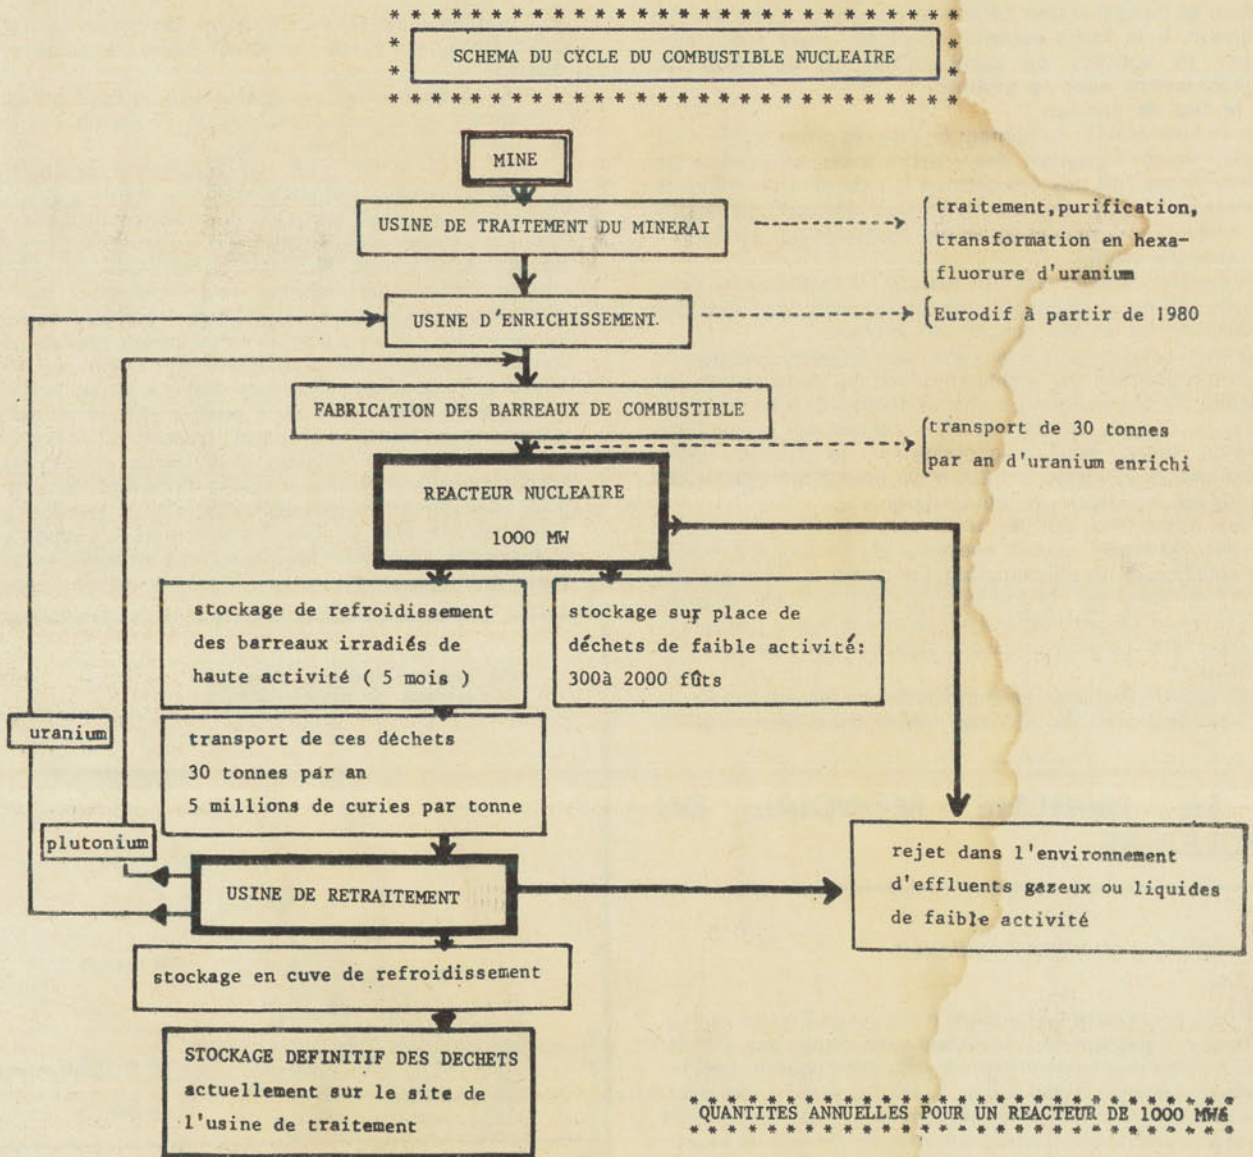 SCHEMA DU CYCLE DU COMBUSTIBLE NUCLEAIRE
MINE
USINE DE TRAITEMENT DU MINERAI
traitement,purification,
transformation en hexa-
fluorure d'uranium
USINE D'ENRICHISSEMENT.
Eurodif à partir de 1980
FABRICATION DES BARREAUX DE COMBUSTIBLE
transport de 30 tonnes
par an d'uranium enrichi
REACTEUR NUCLEAIRE
1000 MW
stockage de refroidissement
des barreaux irradiés de
haute activité ( 5 mois )
stockage sur place de
déchets de faible activité:
300à 2000 fûts
uranium
transport de ces déchets
30 tonnes par an
5 millions de curies par tonne
plutonium
USINE DE RETRAITEMENT
rejet dans l'environnement
d'effluents gazeux ou liquides
de faible activité
stockage en cuve de refroidissement
STOCKAGE DEFINITIF DES DECHETS
actuellement sur le site de
l'usine de traitement
QUANTITES ANNUELLES POUR UN REACTEUR DE 1000 MWé